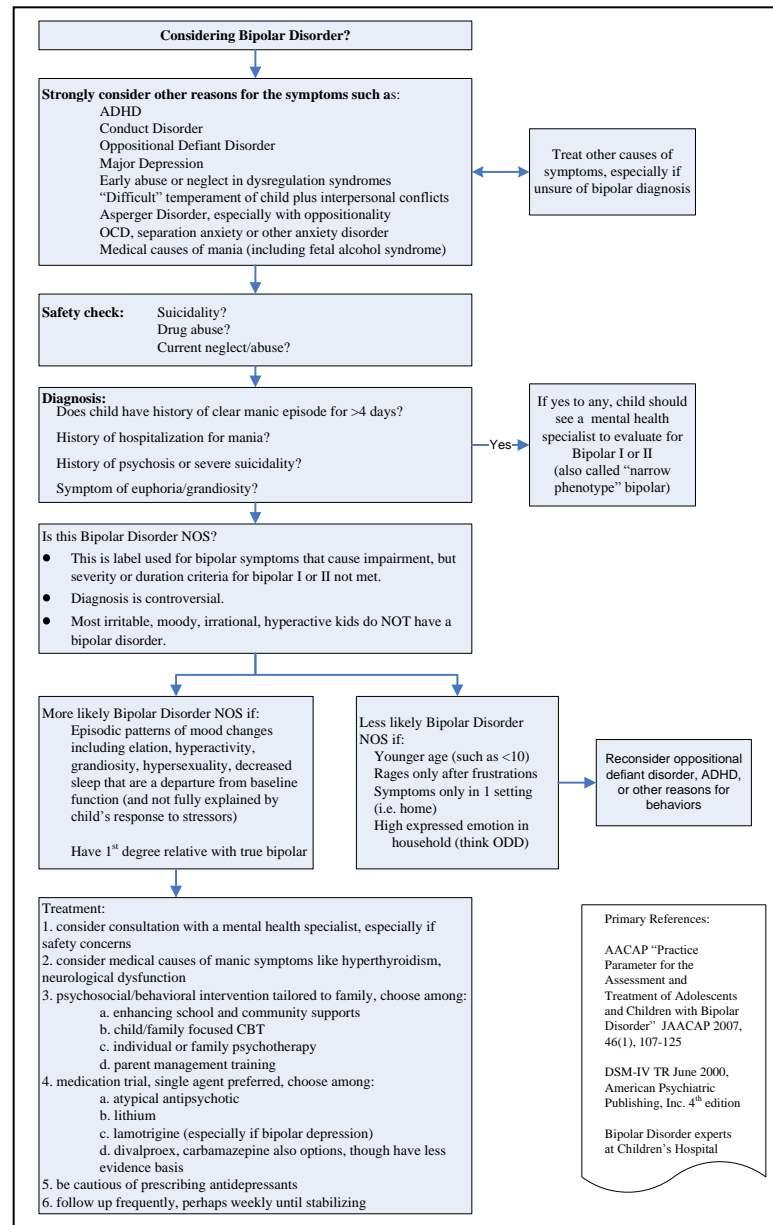 Considering Bipolar Disorder?
Strongly consider other reasons for the symptoms such as:
ADHD
Conduct Disorder
Oppositional Defiant Disorder
Major Depression
Early abuse or neglect in dysregulation syndromes
“Difficult” temperament of child plus interpersonal conflicts
Asperger Disorder, especially with oppositionality
OCD, separation anxiety or other anxiety disorder
Medical causes of mania (including fetal alcohol syndrome)
Treat other causes of
symptoms, especially if
unsure of bipolar diagnosis
Safety check: Suicidality?
Drug abuse?
Current neglect/abuse?
Diagnosis:
Does child have history of clear manic episode for >4 days?
History of hospitalization for mania?
History of psychosis or severe suicidality?
Symptom of euphoria/grandiosity?
Yes
If yes to any, child should
see a mental health
specialist to evaluate for
Bipolar I or II
(also called “narrow
phenotype” bipolar)
Is this Bipolar Disorder NOS?
● This is label used for bipolar symptoms that cause impairment, but
severity or duration criteria for bipolar I or II not met.
● Diagnosis is controversial.
● Most irritable, moody, irrational, hyperactive kids do NOT have a
bipolar disorder.
More likely Bipolar Disorder NOS if:
Episodic patterns of mood changes
including elation, hyperactivity,
grandiosity, hypersexuality, decreased
sleep that are a departure from baseline
function (and not fully explained by
child’s response to stressors)
Have 1st degree relative with true bipolar
Less likely Bipolar Disorder
NOS if:
Younger age (such as <10)
Rages only after frustrations
Symptoms only in 1 setting
(i.e. home)
High expressed emotion in
household (think ODD)
Reconsider oppositional
defiant disorder, ADHD,
or other reasons for
behaviors
Treatment:
1. consider consultation with a mental health specialist, especially if
safety concerns
2. consider medical causes of manic symptoms like hyperthyroidism,
neurological dysfunction
3. psychosocial/behavioral intervention tailored to family, choose among:
a. enhancing school and community supports
b. child/family focused CBT
c. individual or family psychotherapy
d. parent management training
4. medication trial, single agent preferred, choose among:
a. atypical antipsychotic
b. lithium
c. lamotrigine (especially if bipolar depression)
d. divalproex, carbamazepine also options, though have less
evidence basis
5. be cautious of prescribing antidepressants
6. follow up frequently, perhaps weekly until stabilizing
Primary References:
AACAP “Practice
Parameter for the
Assessment and
Treatment of Adolescents
and Children with Bipolar
Disorder” JAACAP 2007,
46(1), 107-125
DSM-IV TR June 2000,
American Psychiatric
Publishing, Inc. 4th edition
Bipolar Disorder experts
at Children’s Hospital